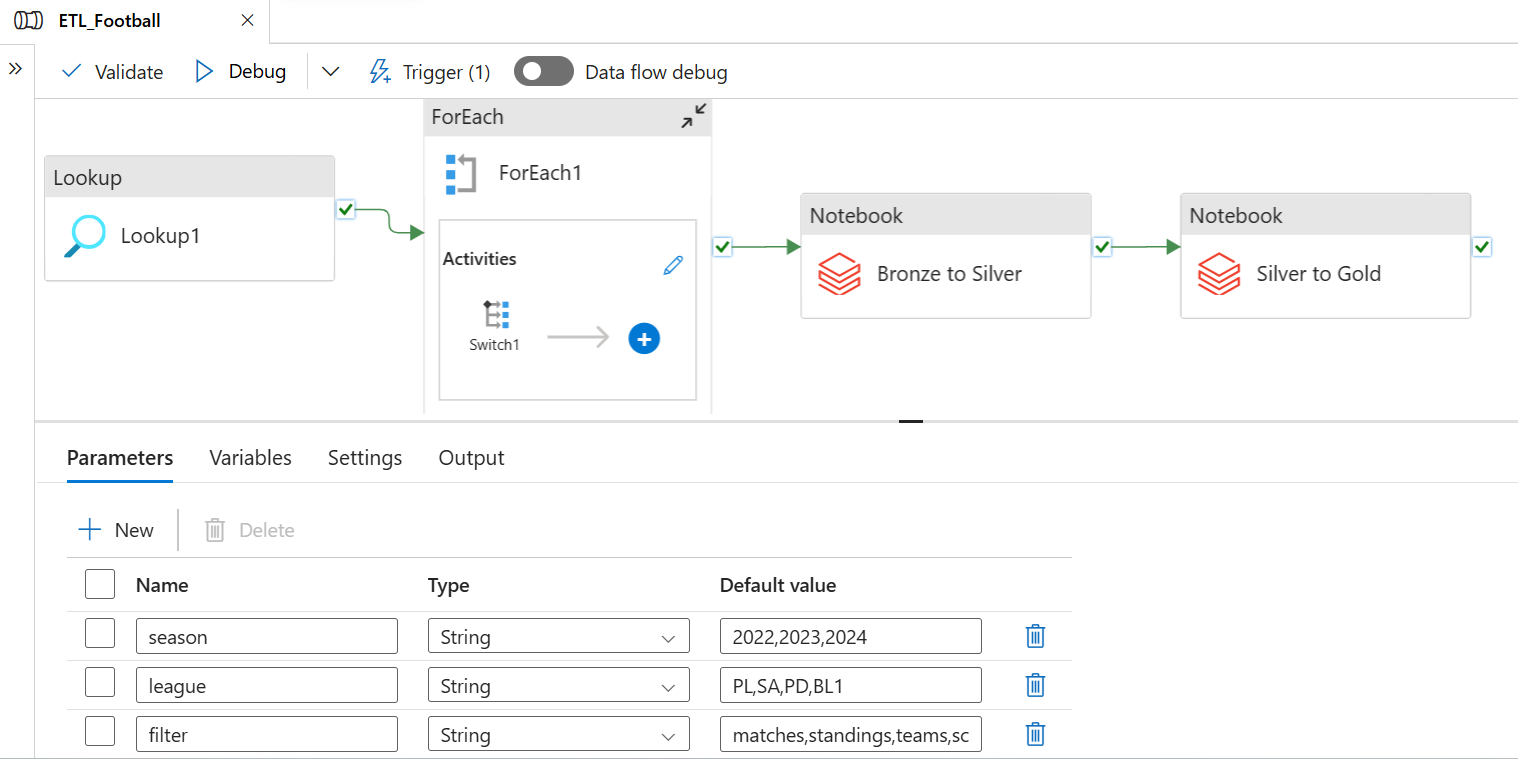 ETL_Football
Validate
Debug
Trigger (1)
Data flow debug
Lookup
Lookup1
ForEach
ForEach1
Activities
Switch1
Notebook
Bronze to Silver
Notebook
Silver to Gold
Parameters Variables Settings Output
New
Delete
Name Type Default value
season String 2022,2023,2024
league String PL,SA,PD,BL1
filter String matches,standings,teams,sc